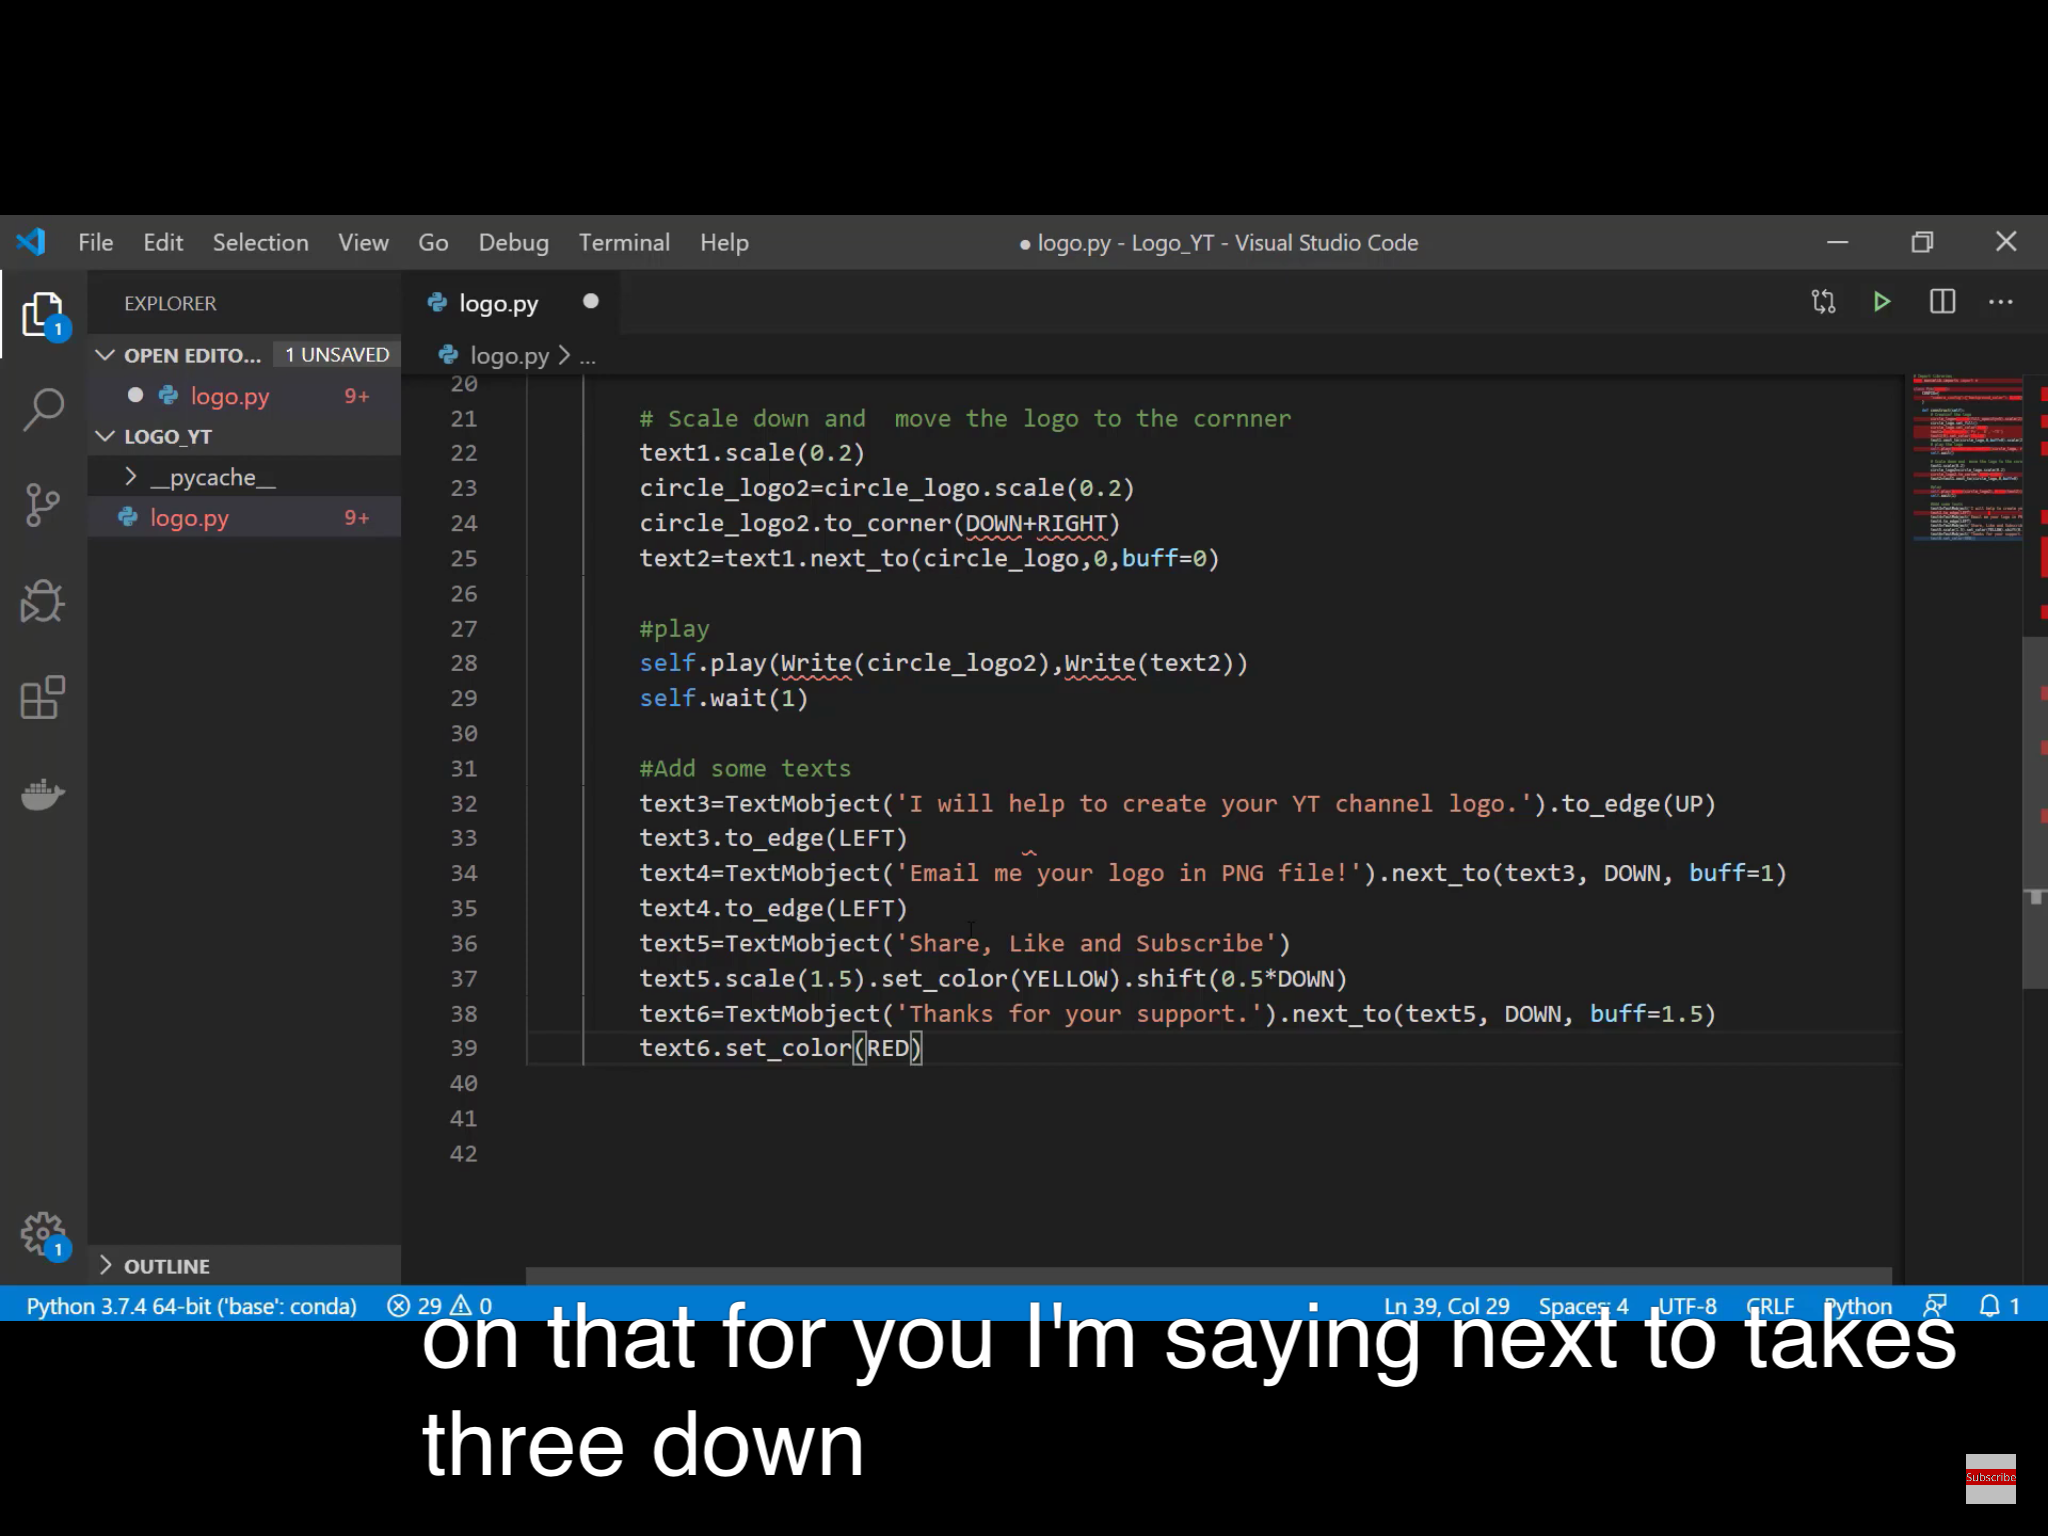 File Edit Selection View Go Debug Terminal Help ● logo.py - Logo_YT - Visual Studio Code
EXPLORER
logo.py
OPEN EDITO... 1 UNSAVED
logo.py > ...
logo.py 9+
LOGO_YT
__pycache__
logo.py 9+
20
21 # Scale down and  move the logo to the cornner
22 text1.scale(0.2)
23 circle_logo2=circle_logo.scale(0.2)
24 circle_logo2.to_corner(DOWN+RIGHT)
25 text2=text1.next_to(circle_logo,0,buff=0)
26
27 #play
28 self.play(Write(circle_logo2),Write(text2))
29 self.wait(1)
30
31 #Add some texts
32 text3=TextMobject('I will help to create your YT channel logo.').to_edge(UP)
33 text3.to_edge(LEFT)
34 text4=TextMobject('Email me your logo in PNG file!').next_to(text3, DOWN, buff=1)
35 text4.to_edge(LEFT)
36 text5=TextMobject('Share, Like and Subscribe')
37 text5.scale(1.5).set_color(YELLOW).shift(0.5*DOWN)
38 text6=TextMobject('Thanks for your support.').next_to(text5, DOWN, buff=1.5)
39 text6.set_color(RED)
40
41
42
1
1
OUTLINE
Python 3.7.4 64-bit ('base': conda) 29 0 Ln 39, Col 29 Spaces: 4 UTF-8 CRLF Python 1
on that for you I'm saying next to takes
three down
Subscribe